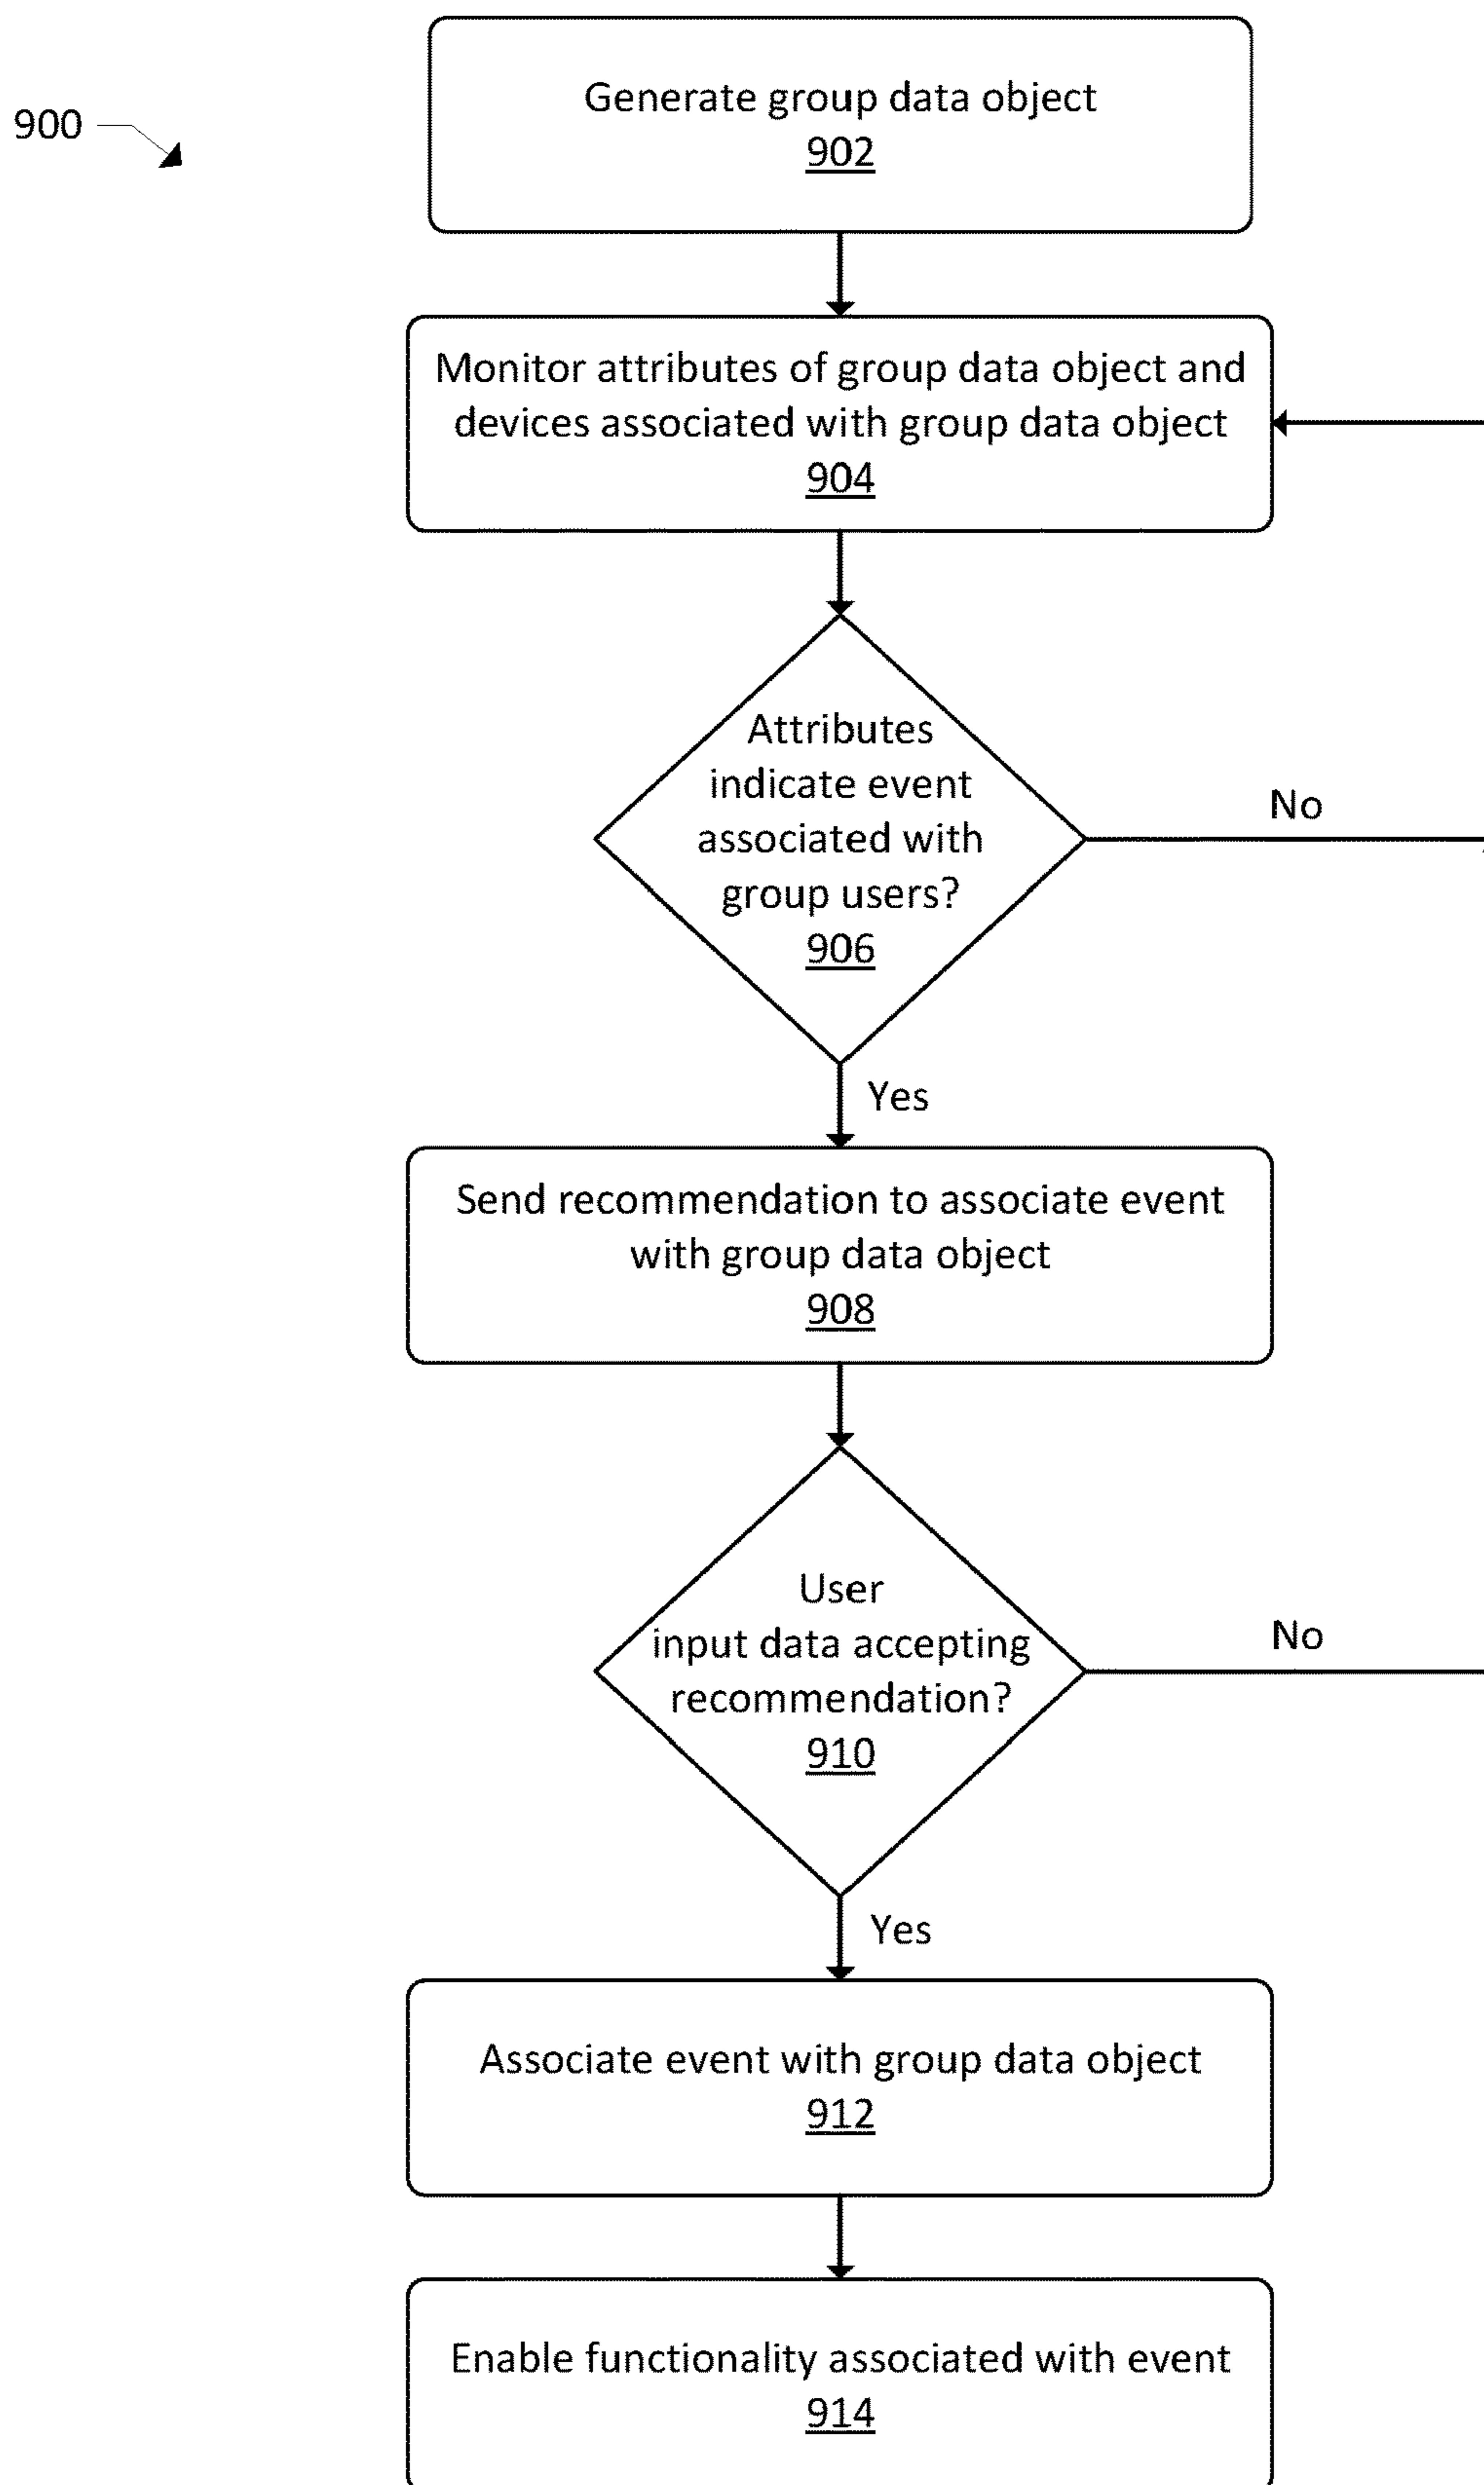 900
Generate group data object
902
Monitor attributes of group data object and
devices associated with group data object
904
Attributes
indicate event
associated with
group users?
906
No
Yes
Send recommendation to associate event
with group data object
908
User
input data accepting
recommendation?
910
No
Yes
Associate event with group data object
912
Enable functionality associated with event
914